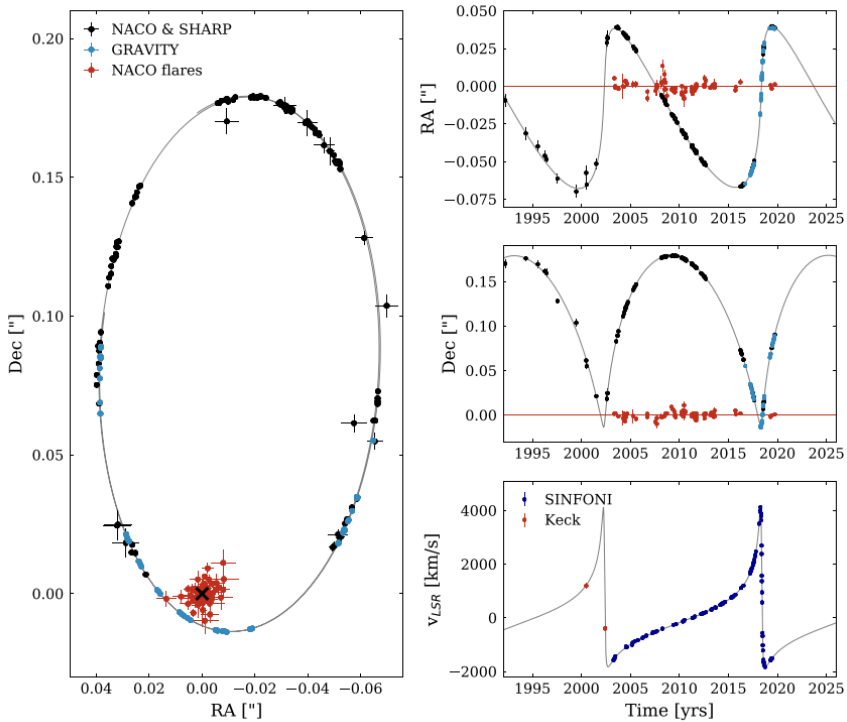 NACO & SHARP
GRAVITY
NACO flares
0.20
0.15
0.10
0.05
0.00
Dec ["]
0.04 0.02 0.00 −0.02 −0.04 −0.06
RA ["]
0.050
0.025
0.000
−0.025
−0.050
−0.075
RA ["]
1995 2000 2005 2010 2015 2020 2025
0.15
0.10
0.05
0.00
Dec ["]
1995 2000 2005 2010 2015 2020 2025
SINFONI
Keck
4000
2000
0
−2000
vLSR [km/s]
1995 2000 2005 2010 2015 2020 2025
Time [yrs]